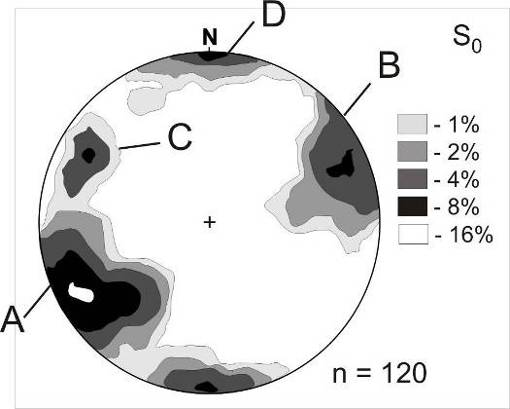 D
N
S₀
B
C
A
- 1%
- 2%
- 4%
- 8%
- 16%
n = 120